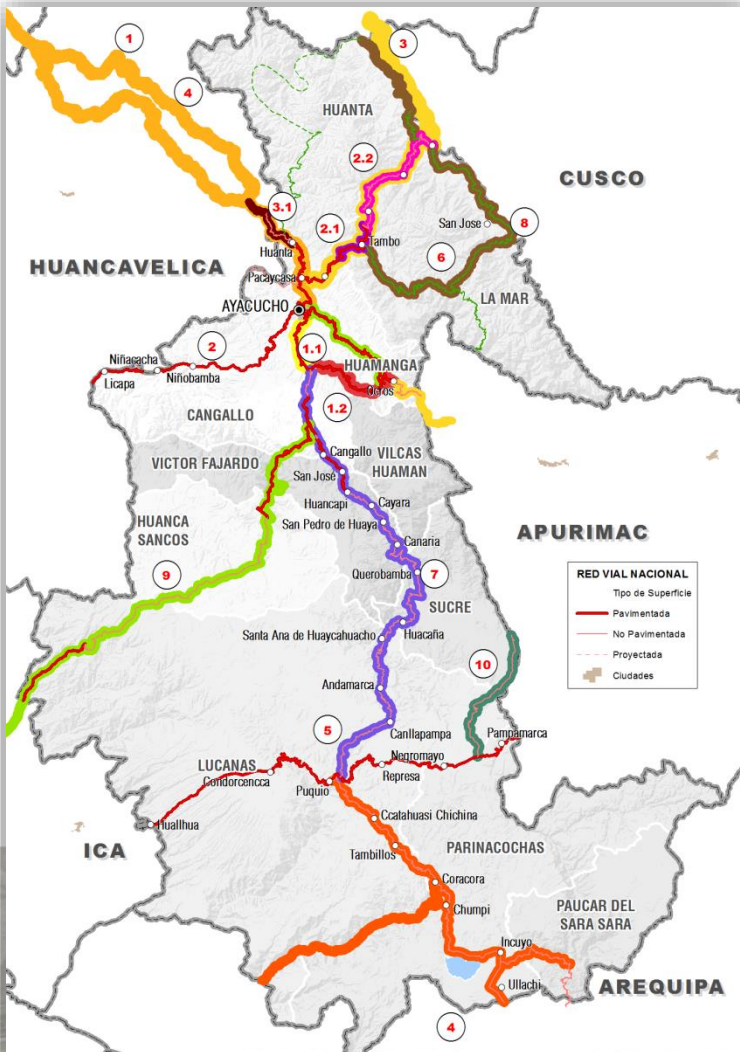 1
3
4
HUANTA
2.2
CUSCO
3.1
2.1
San Jose
8
Huanta
Tambo
6
HUANCAVELICA
Pacaycasa
LA MAR
AYACUCHO
2
1.1
Niñacacha
HUAMANGA
Licapa
Niñobamba
Ocros
1.2
CANGALLO
Cangallo
VILCAS
HUAMAN
VICTOR FAJARDO
San José
Huancapi
Cayara
HUANCA
SANCOS
San Pedro de Huaya
APURIMAC
Canaria
Querobamba
7
9
SUCRE
RED VIAL NACIONAL
Tipo de Superficie
Pavimentada
No Pavimentada
Proyectada
Ciudades
Huacaña
Santa Ana de Huaycahuacho
10
Andamarca
5
Canllapampa
Pampamarca
LUCANAS
Negromayo
Condorcencca
Represa
Puquio
Huallhua
Ccatahuasi Chichina
ICA
Tambillos
PARINACOCHAS
Coracora
Chumpi
PAUCAR DEL
SARA SARA
Incuyo
Ullachi
AREQUIPA
4